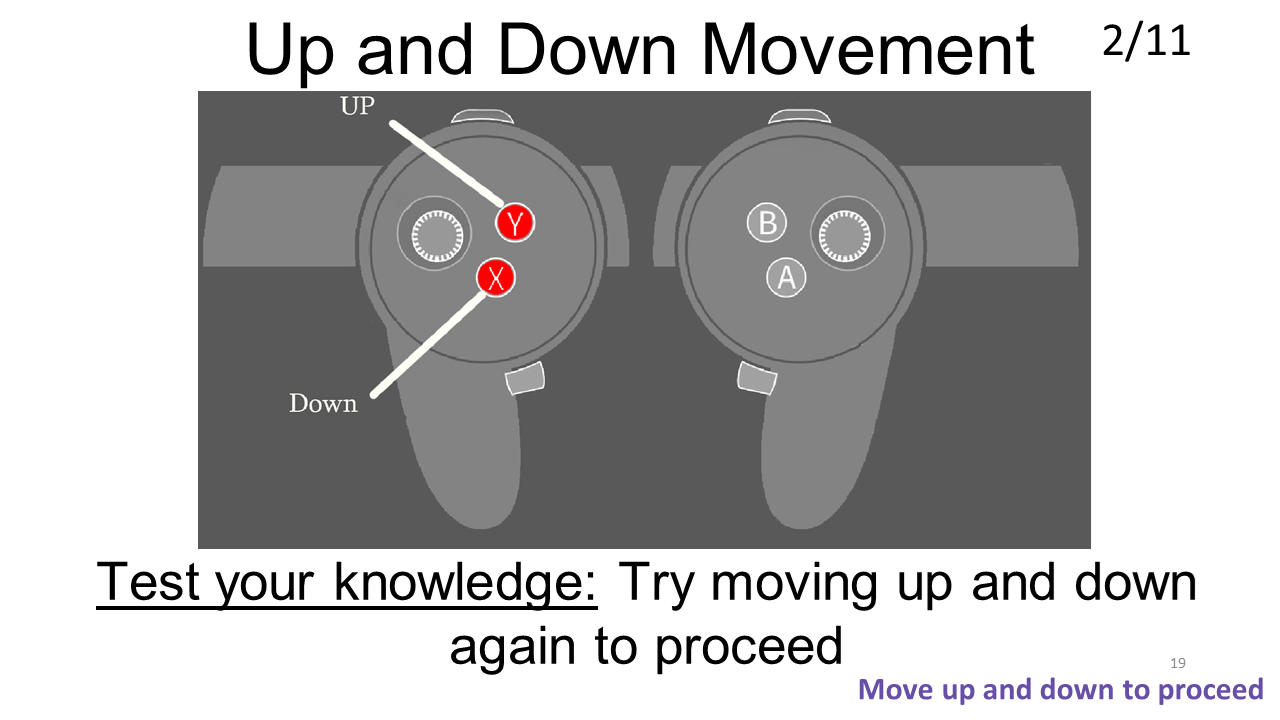 Up and Down Movement
2/11
UP
Y
B
X
A
Down
Test your knowledge: Try moving up and down
again to proceed
19
Move up and down to proceed